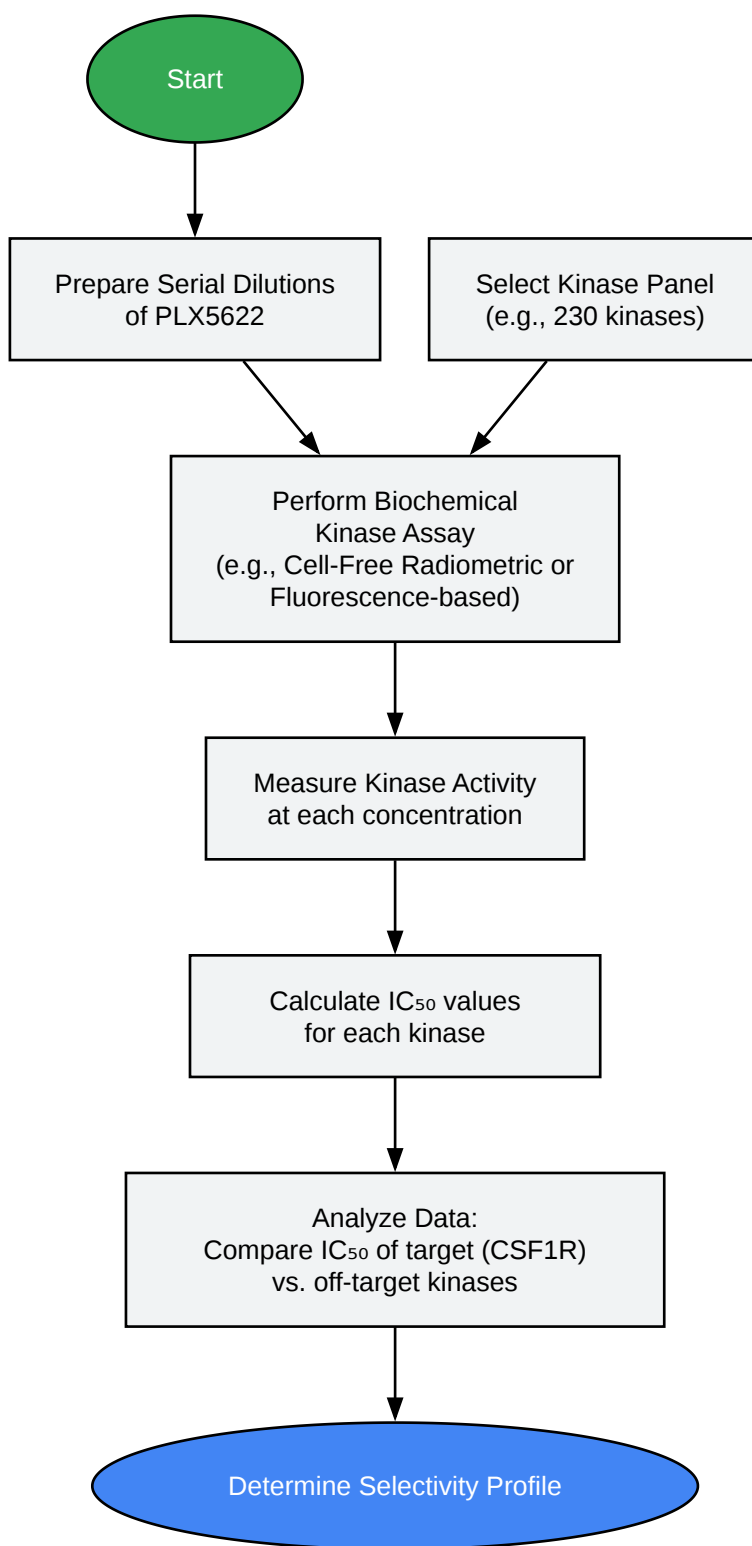 Start
Prepare Serial Dilutions
of PLX5622
Select Kinase Panel
(e.g., 230 kinases)
Perform Biochemical
Kinase Assay
(e.g., Cell-Free Radiometric or
Fluorescence-based)
Measure Kinase Activity
at each concentration
Calculate IC₅₀ values
for each kinase
Analyze Data:
Compare IC₅₀ of target (CSF1R)
vs. off-target kinases
Determine Selectivity Profile